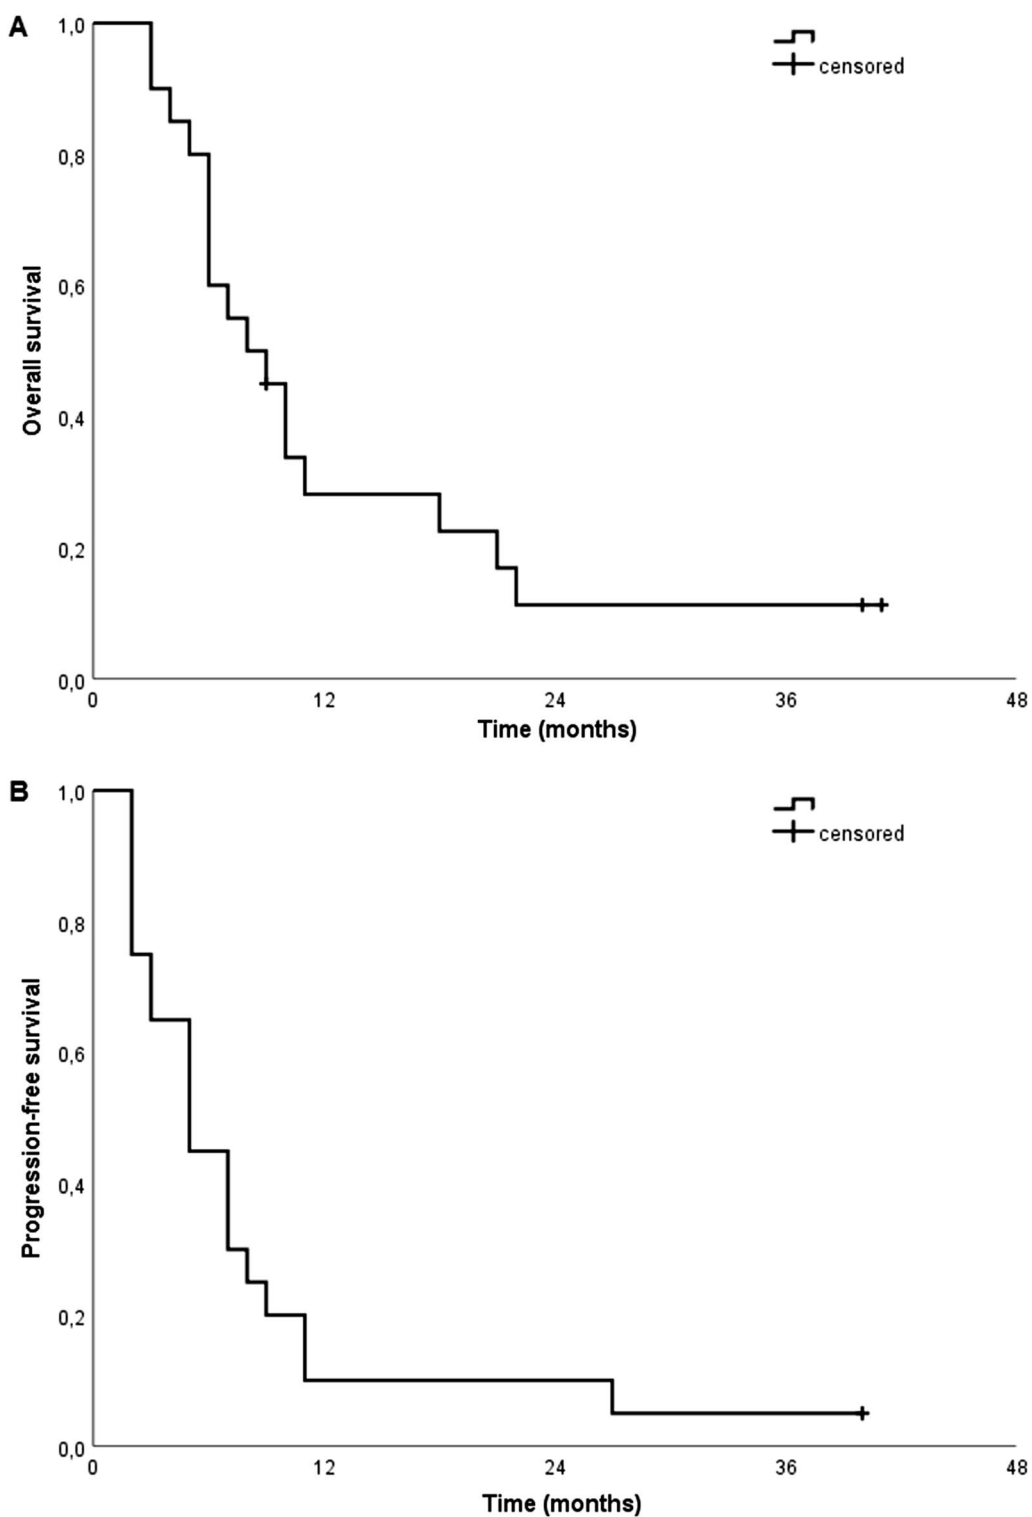 A
1,0
0,8
0,6
0,4
0,2
0,0
Overall survival
censored
0 12 24 36 48
Time (months)
B
1,0
0,8
0,6
0,4
0,2
0,0
Progression-free survival
censored
0 12 24 36 48
Time (months)